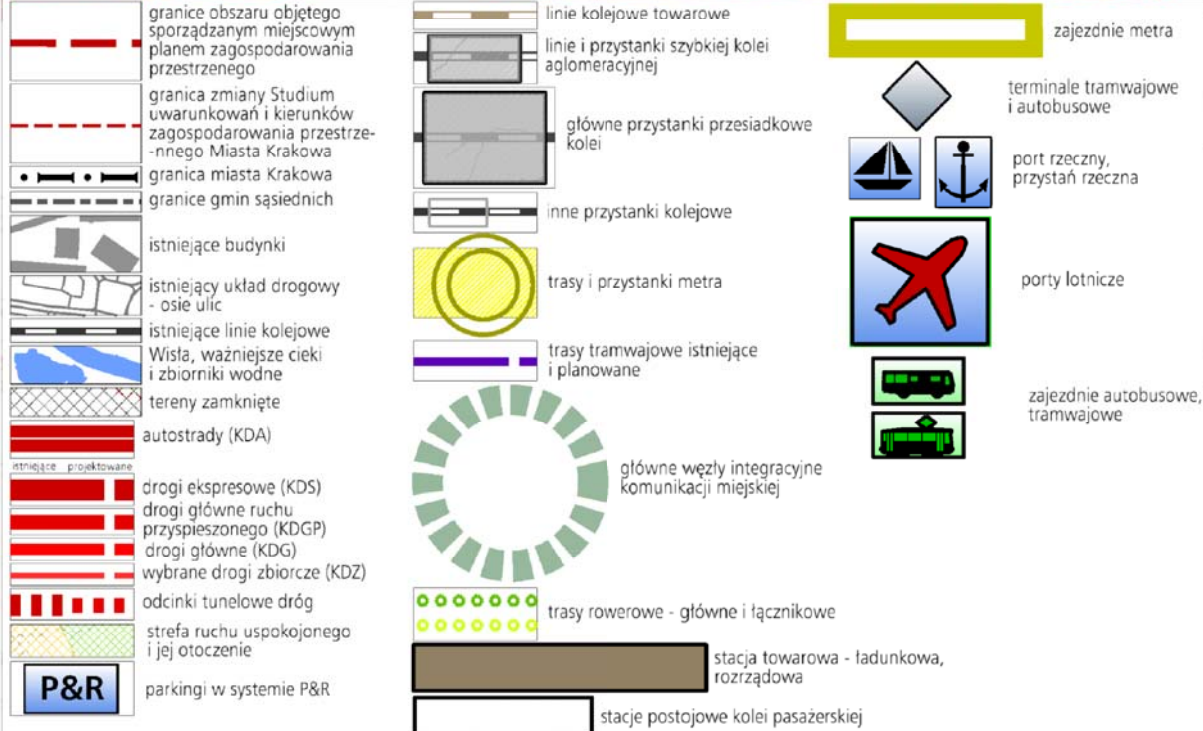 granice obszaru objętego
sporządzanym miejscowym
planem zagospodarowania
przestrzenego
granica zmiany Studium
uwarunkowań i kierunków
zagospodarowania przestrze-
-nnego Miasta Krakowa
granica miasta Krakowa
granice gmin sąsiednich
istniejące budynki
istniejący układ drogowy
- osie ulic
istniejące linie kolejowe
Wisła, ważniejsze cieki
i zbiorniki wodne
tereny zamknięte
autostrady (KDA)
istniejące projektowane
drogi ekspresowe (KDS)
drogi główne ruchu
przyspieszonego (KDGP)
drogi główne (KDG)
wybrane drogi zbiorcze (KDZ)
odcinki tunelowe dróg
strefa ruchu uspokojonego
i jej otoczenie
P&R
parkingi w systemie P&R
linie kolejowe towarowe
linie i przystanki szybkiej kolei
aglomeracyjnej
główne przystanki przesiadkowe
kolei
inne przystanki kolejowe
trasy i przystanki metra
trasy tramwajowe istniejące
i planowane
główne węzły integracyjne
komunikacji miejskiej
trasy rowerowe - główne i łącznikowe
stacja towarowa - ładunkowa,
rozrządowa
stacje postojowe kolei pasażerskiej
zajezdnie metra
terminale tramwajowe
i autobusowe
port rzeczny,
przystań rzeczna
porty lotnicze
zajezdnie autobusowe,
tramwajowe